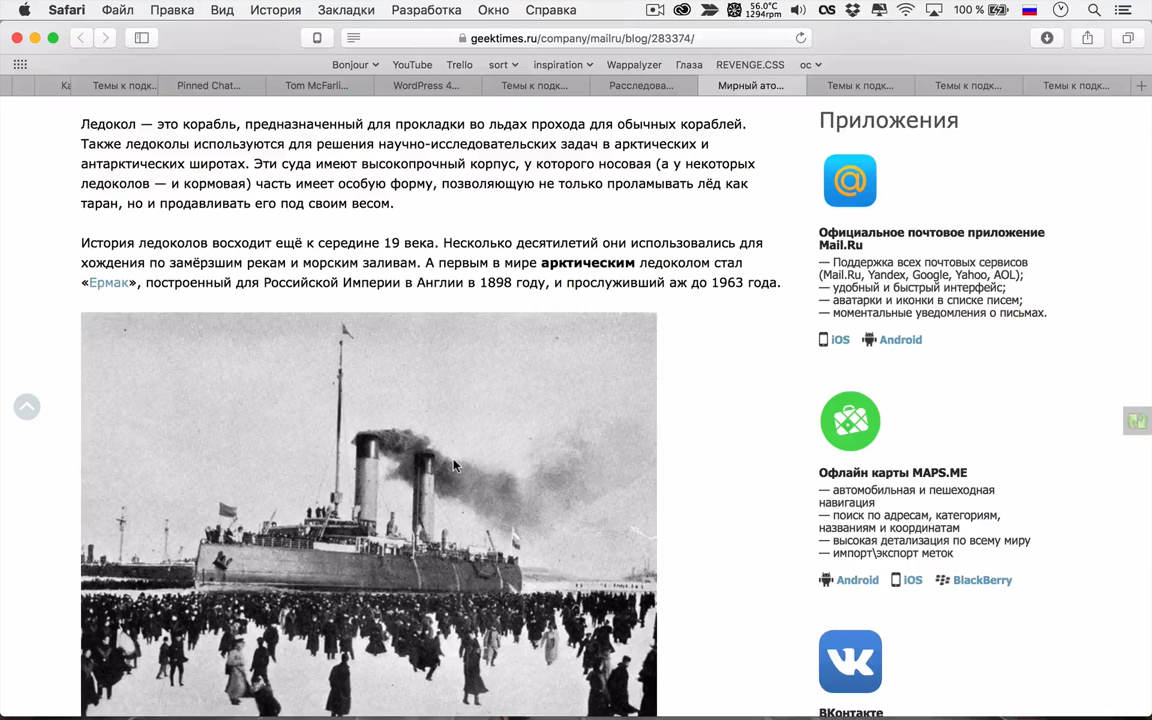 Safari Файл Правка Вид История Закладки Разработка Окно Справка 56.0°C 1294rpm 100 %
geektimes.ru/company/mailru/blog/283374/
Bonjour YouTube Trello sort inspiration Wappalyzer Глаза REVENGE.CSS ос
Ка Темы к подк. Pinned Chat... Tom McFarli... WordPress 4... Темы к подк... Расследова... Мирный ато... Темы к подк... Темы к подк... Темы к подк...
Ледокол — это корабль, предназначенный для прокладки во льдах прохода для обычных кораблей.
Также ледоколы используются для решения научно-исследовательских задач в арктических и
антарктических широтах. Эти суда имеют высокопрочный корпус, у которого носовая (а у некоторых
ледоколов — и кормовая) часть имеет особую форму, позволяющую не только проламывать лёд как
таран, но и продавливать его под своим весом.
История ледоколов восходит ещё к середине 19 века. Несколько десятилетий они использовались для
хождения по замёрзшим рекам и морским заливам. А первым в мире арктическим ледоколом стал
«Ермак», построенный для Российской Империи в Англии в 1898 году, и прослуживший аж до 1963 года.
Приложения
Официальное почтовое приложение
Mail.Ru
— Поддержка всех почтовых сервисов
(Mail.Ru, Yandex, Google, Yahoo, AOL);
— удобный и быстрый интерфейс;
— аватарки и иконки в списке писем;
— моментальные уведомления о письмах.
iOS Android
Офлайн карты MAPS.ME
— автомобильная и пешеходная
навигация
— поиск по адресам, категориям,
названиям и координатам
— высокая детализация по всему миру
— импорт\экспорт меток
Android iOS BlackBerry
ВКонтакте